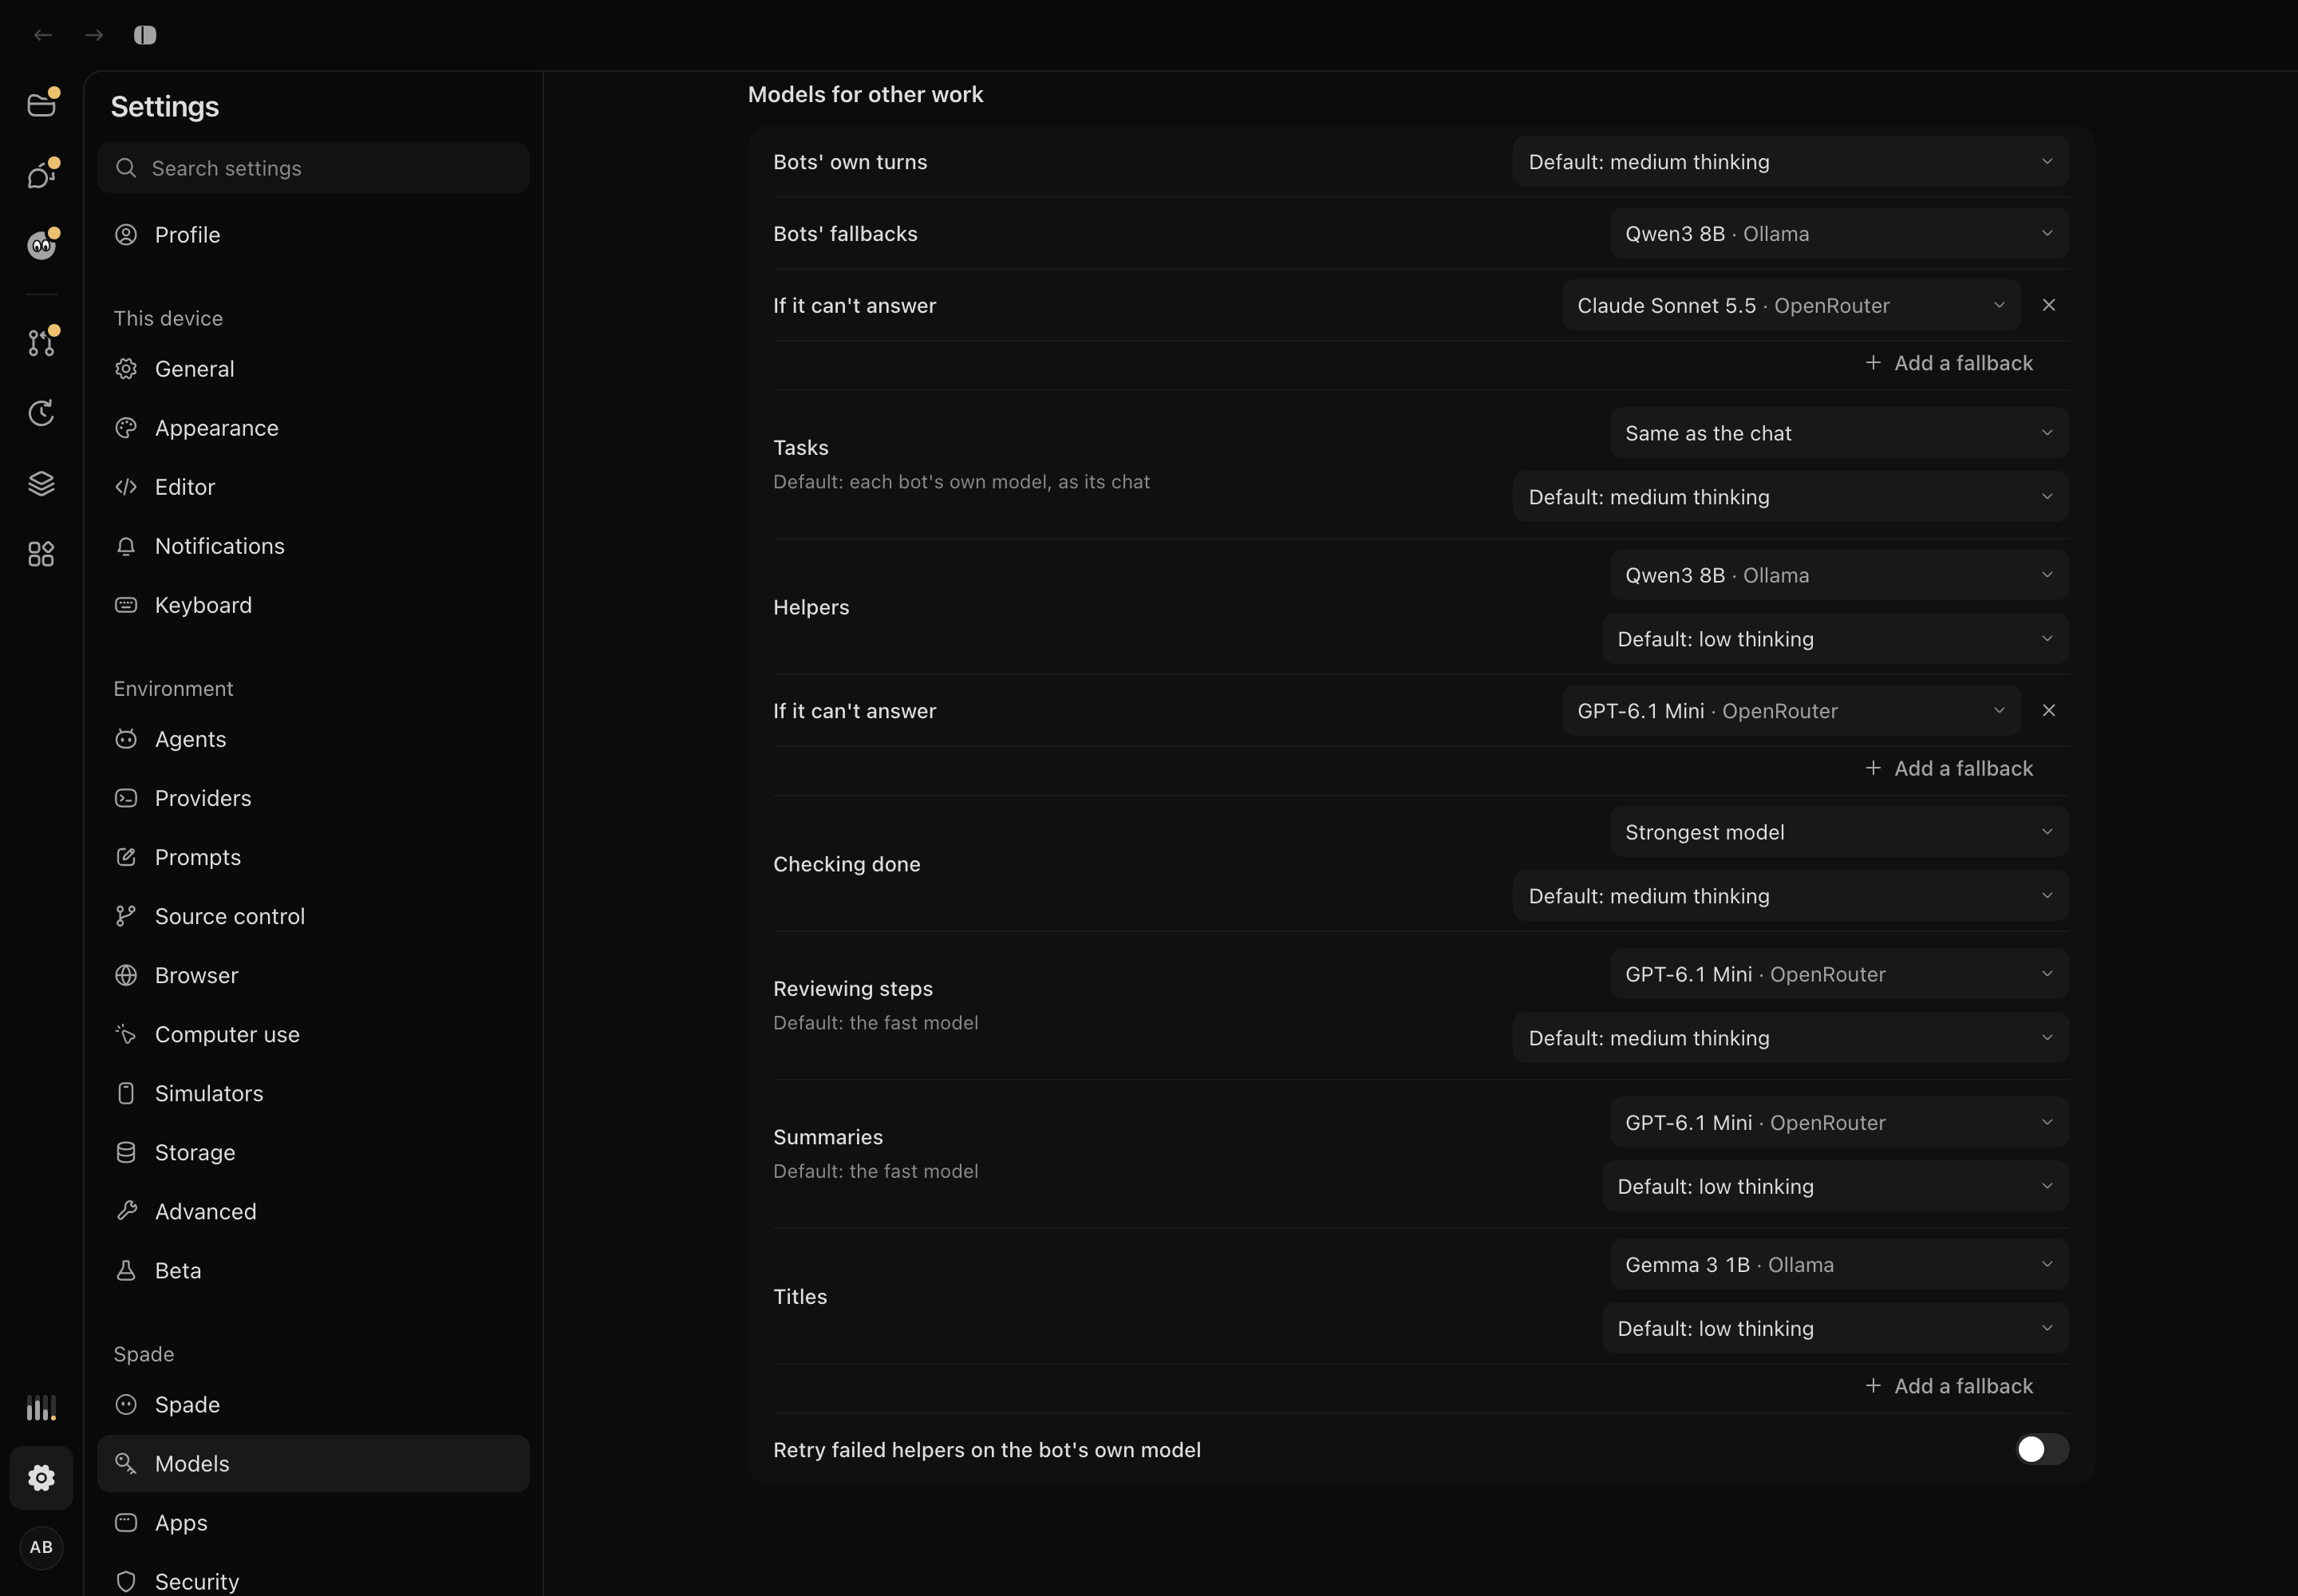 Settings
Search settings
Profile
This device
General
Appearance
Editor
Notifications
Keyboard
Environment
Agents
Providers
Prompts
Source control
Browser
Computer use
Simulators
Storage
Advanced
Beta
Spade
Spade
Models
Apps
Security
AB
Models for other work
Bots' own turns
Default: medium thinking
Bots' fallbacks
Qwen3 8B · Ollama
If it can't answer
Claude Sonnet 5.5 · OpenRouter
+ Add a fallback
Tasks
Default: each bot's own model, as its chat
Same as the chat
Default: medium thinking
Helpers
Qwen3 8B · Ollama
Default: low thinking
If it can't answer
GPT-6.1 Mini · OpenRouter
+ Add a fallback
Checking done
Strongest model
Default: medium thinking
Reviewing steps
Default: the fast model
GPT-6.1 Mini · OpenRouter
Default: medium thinking
Summaries
Default: the fast model
GPT-6.1 Mini · OpenRouter
Default: low thinking
Titles
Gemma 3 1B · Ollama
Default: low thinking
+ Add a fallback
Retry failed helpers on the bot's own model